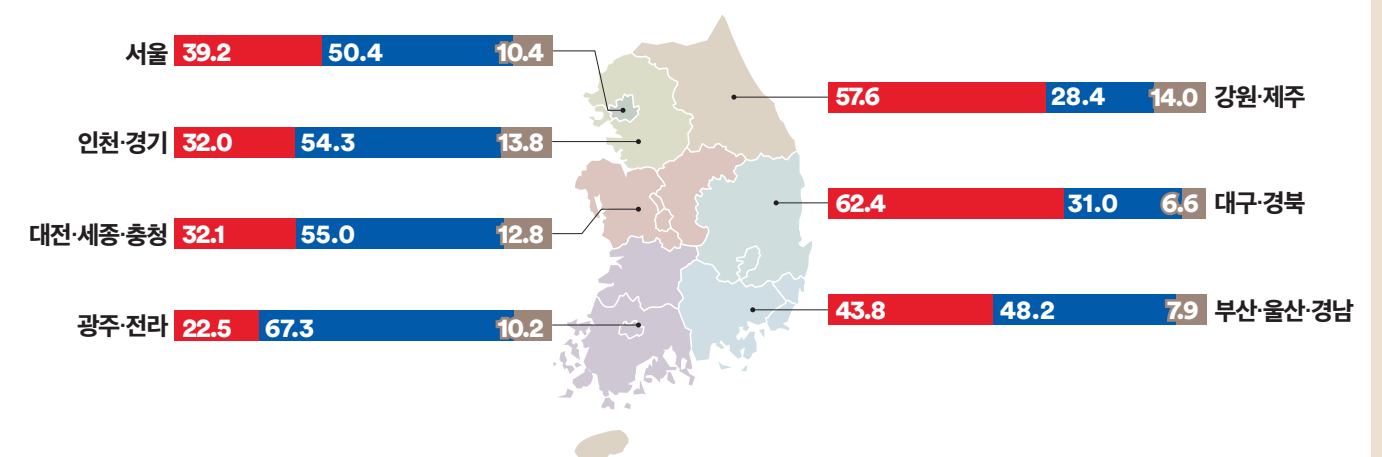 서울 39.2 50.4 10.4
인천·경기 32.0 54.3 13.8
대전·세종·충청 32.1 55.0 12.8
광주·전라 22.5 67.3 10.2
57.6 28.4 14.0 강원·제주
62.4 31.0 6.6 대구·경북
43.8 48.2 7.9 부산·울산·경남